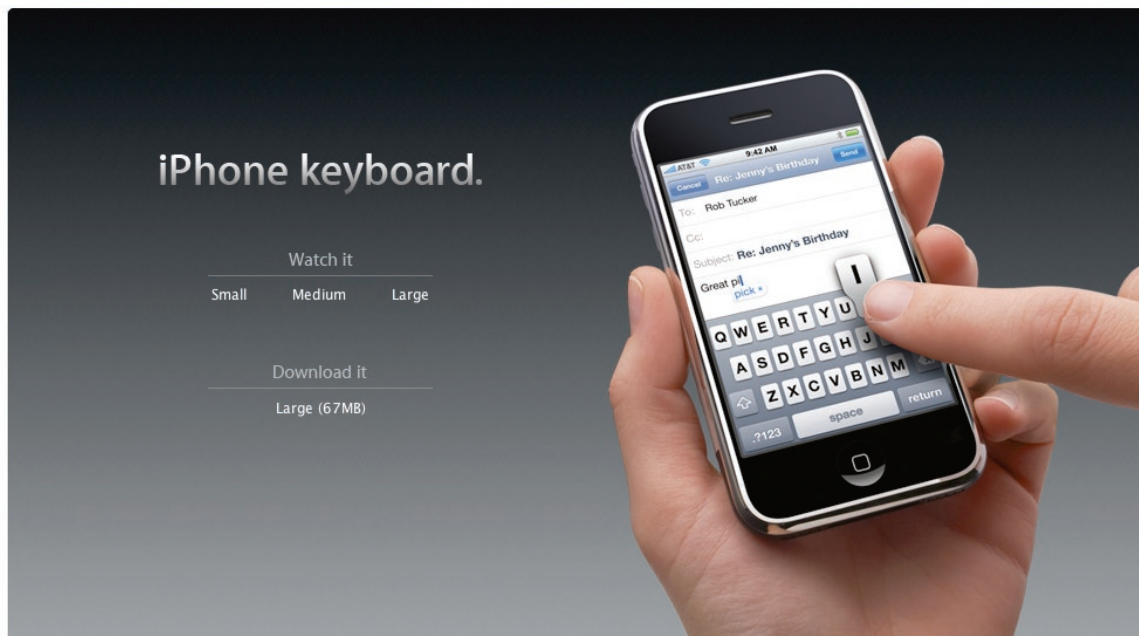 iPhone keyboard.
Watch it
Small Medium Large
Download it
Large (67MB)
AT&T 9:42 AM
Cancel Re: Jenny's Birthday Send
To: Rob Tucker
Cc:
Subject: Re: Jenny's Birthday
Great pi
pick ×
I
Q W E R T Y U
A S D F G H J
Z X C V B N M
.?123 space return